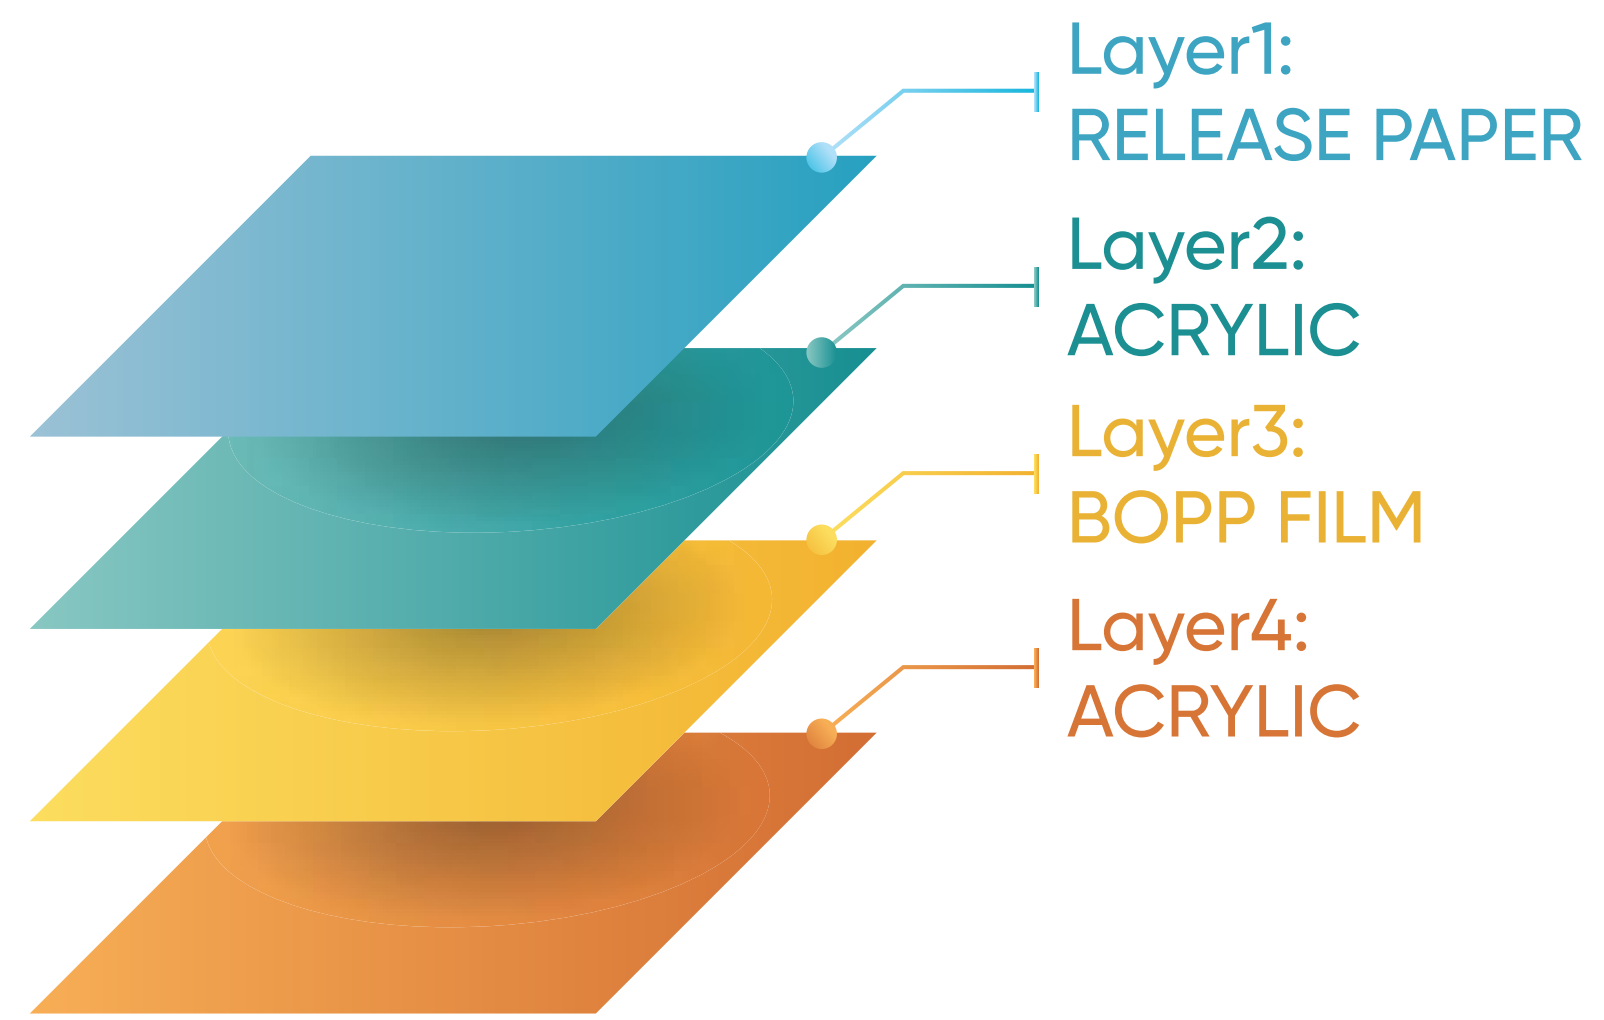 Layer1:
RELEASE PAPER
Layer2:
ACRYLIC
Layer3:
BOPP FILM
Layer4:
ACRYLIC